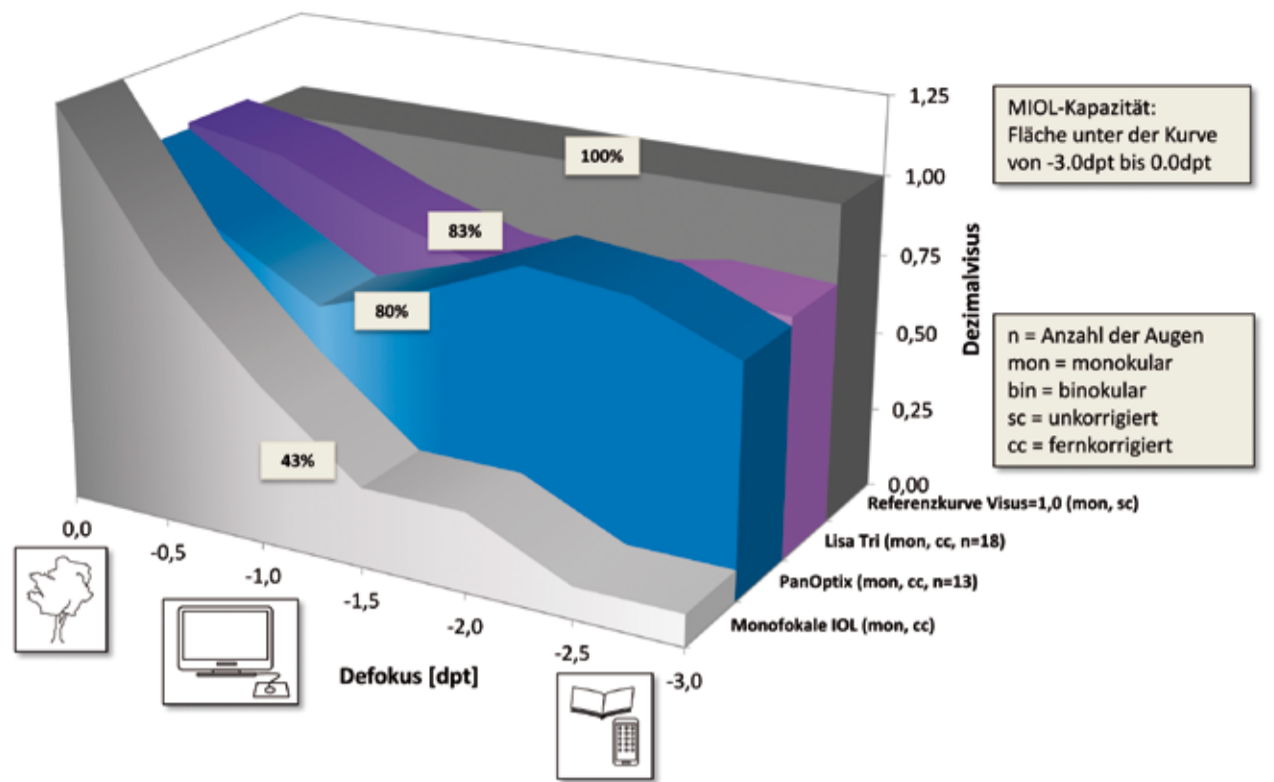 1,25
1,00
0,75
0,50
0,25
0,00
Dezimalvisus
100%
83%
80%
43%
MIOL-Kapazität:
Fläche unter der Kurve
von -3.0dpt bis 0.0dpt
n = Anzahl der Augen
mon = monokular
bin = binokular
sc = unkorrigiert
cc = fernkorrigiert
Referenzkurve Visus=1,0 (mon, sc)
Lisa Tri (mon, cc, n=18)
PanOptix (mon, cc, n=13)
Monofokale IOL (mon, cc)
0,0
-0,5
-1,0
-1,5
-2,0
-2,5
-3,0
Defokus [dpt]